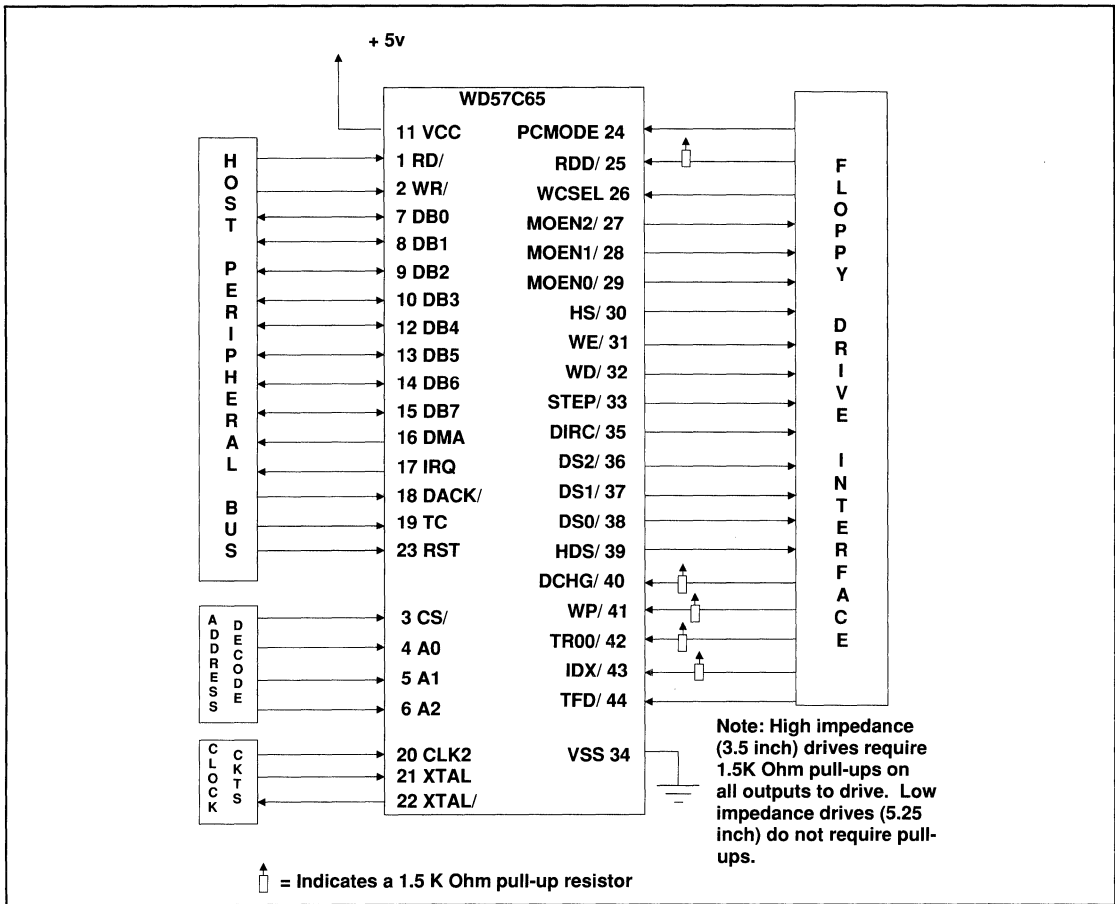 + 5v
WD57C65
11 VCC
1 RD/
2 WR/
7 DB0
8 DB1
9 DB2
10 DB3
12 DB4
13 DB5
14 DB6
15 DB7
16 DMA
17 IRQ
18 DACK/
19 TC
23 RST
3 CS/
4 A0
5 A1
6 A2
20 CLK2
21 XTAL
22 XTAL/
PCMODE 24
RDD/ 25
WCSEL 26
MOEN2/ 27
MOEN1/ 28
MOEN0/ 29
HS/ 30
WE/ 31
WD/ 32
STEP/ 33
DIRC/ 35
DS2/ 36
DS1/ 37
DS0/ 38
HDS/ 39
DCHG/ 40
WP/ 41
TR00/ 42
IDX/ 43
TFD/ 44
VSS 34
HOST PERIPHERAL BUS
ADDRESS
DECODE
CLOCK
CKTS
FLOPPY DRIVE INTERFACE
Note: High impedance
(3.5 inch) drives require
1.5K Ohm pull-ups on
all outputs to drive. Low
impedance drives (5.25
inch) do not require pull-
ups.
= Indicates a 1.5 K Ohm pull-up resistor